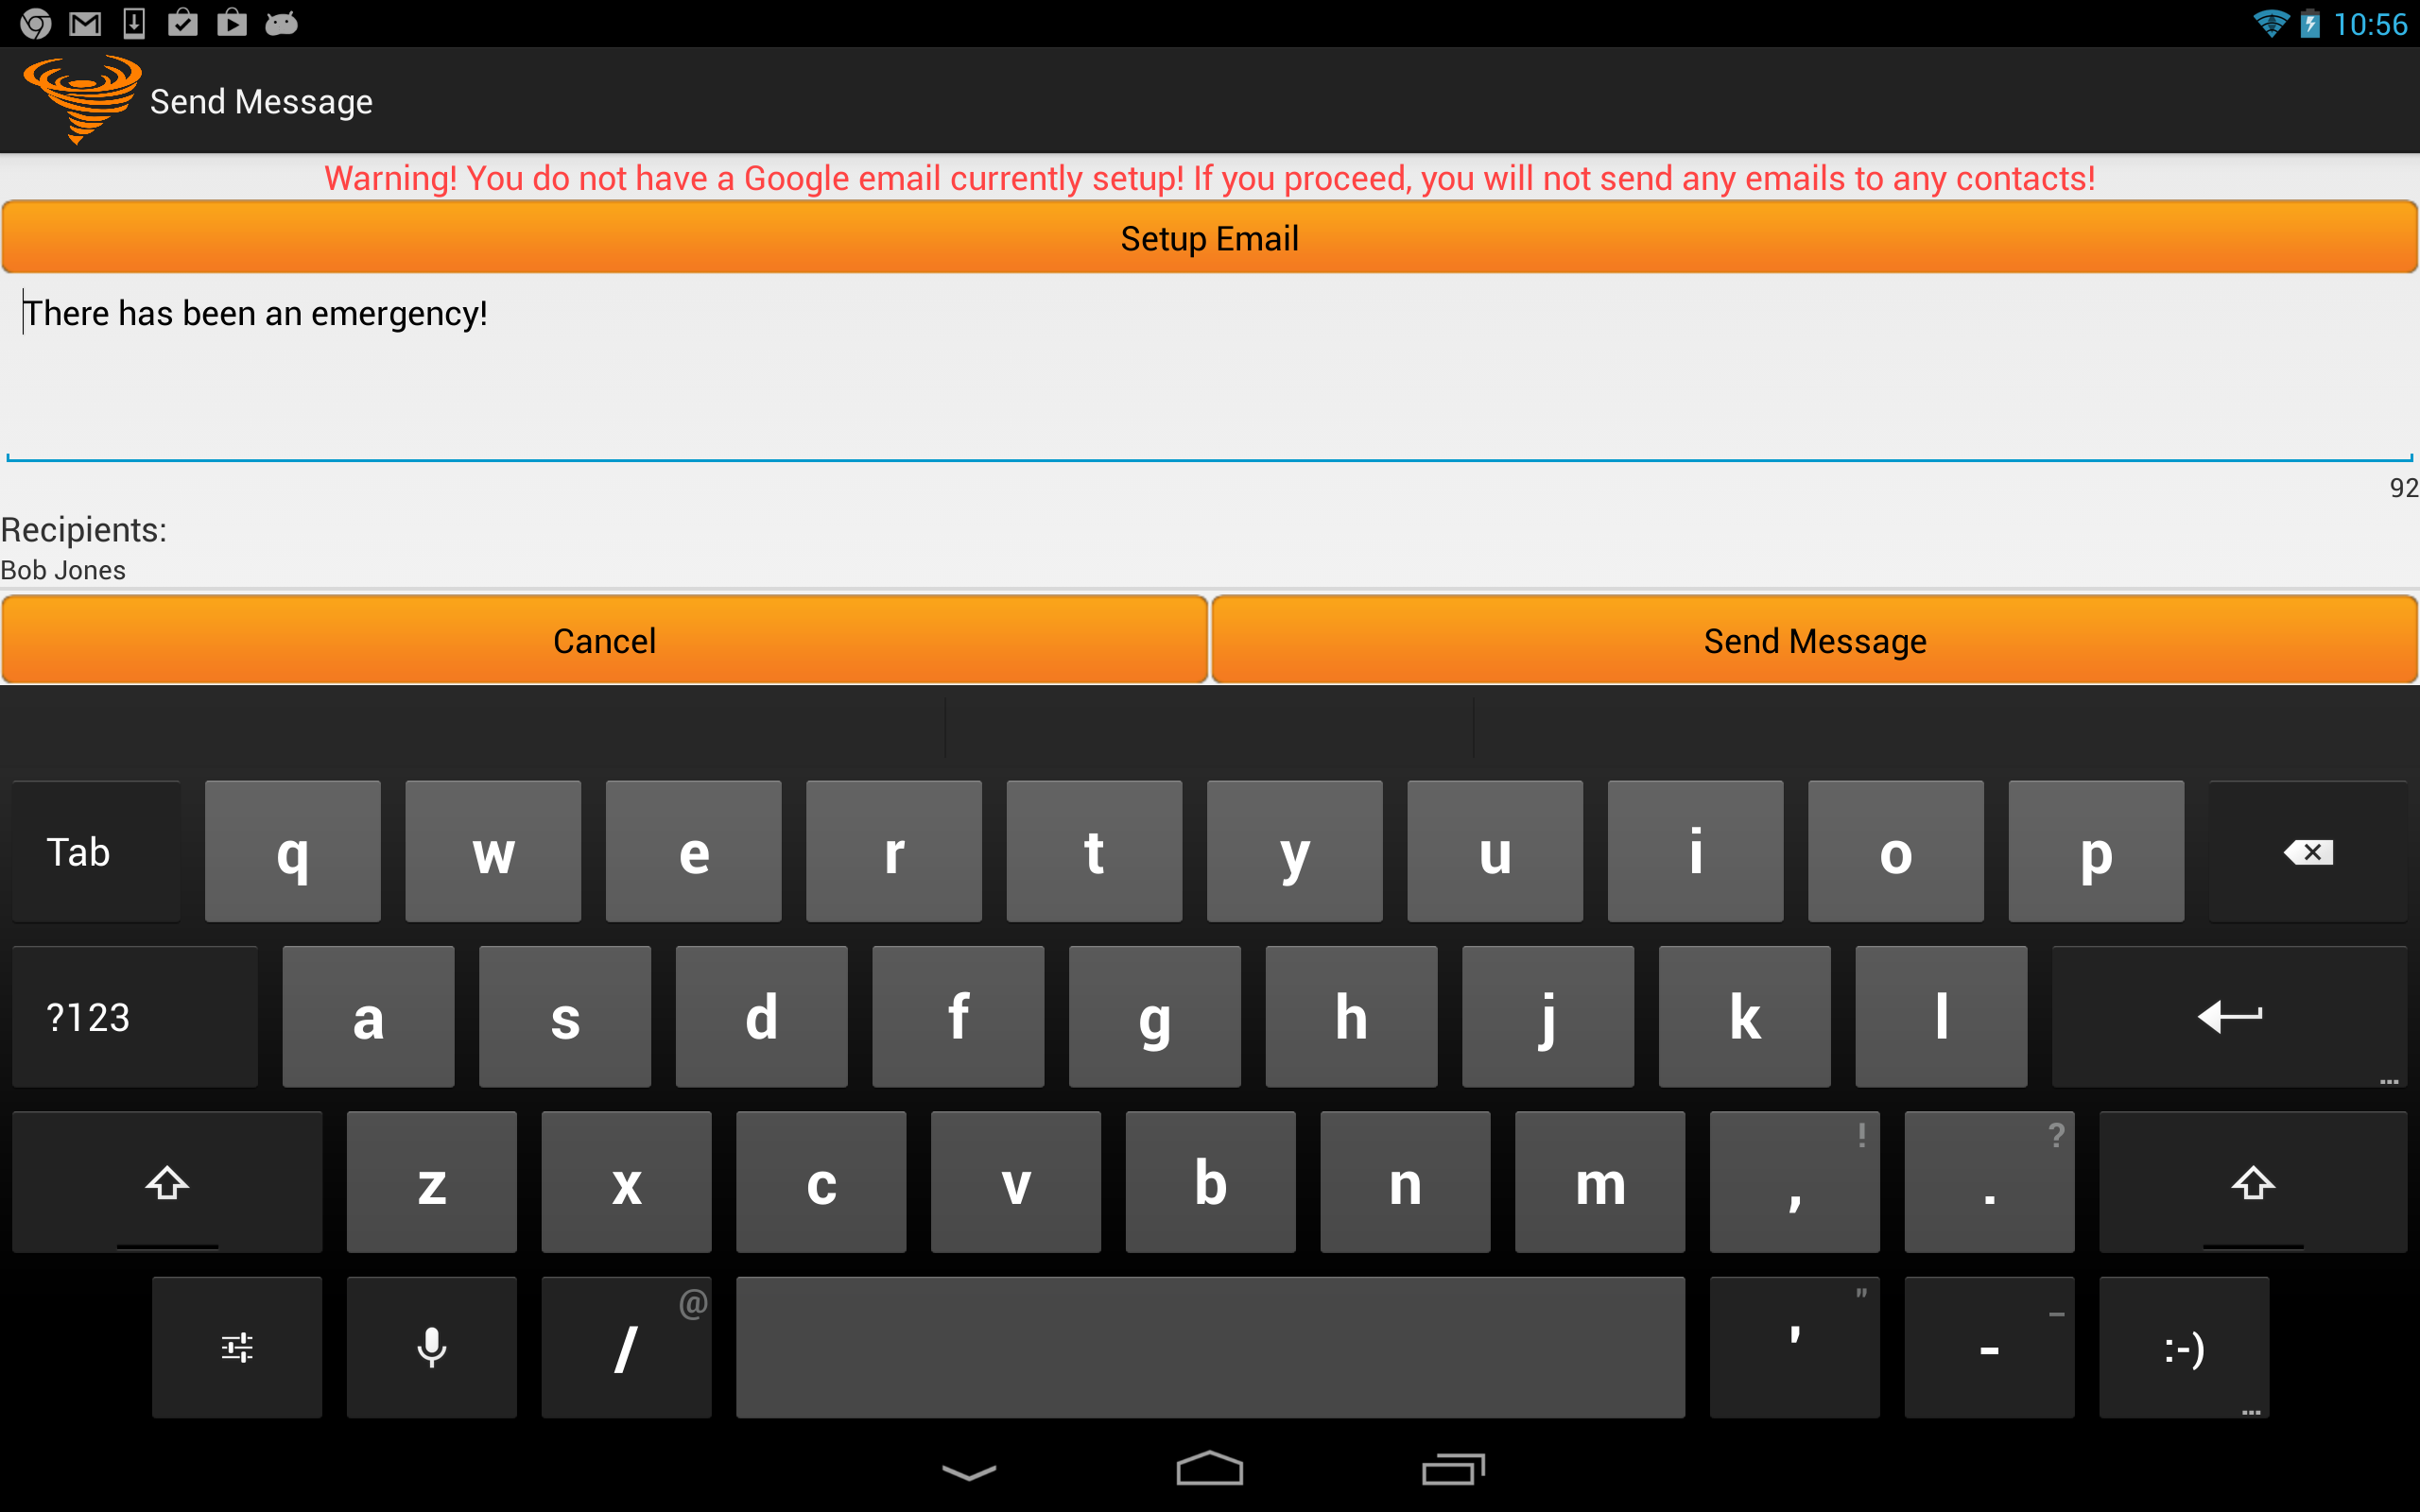 10:56
Send Message
Warning! You do not have a Google email currently setup! If you proceed, you will not send any emails to any contacts!
Setup Email
There has been an emergency!
92
Recipients:
Bob Jones
Cancel Send Message
Tab q w e r t y u i o p
?123 a s d f g h j k l
...
z x c v b n m , ! . ?
/ @ ' " - _ :-)
...